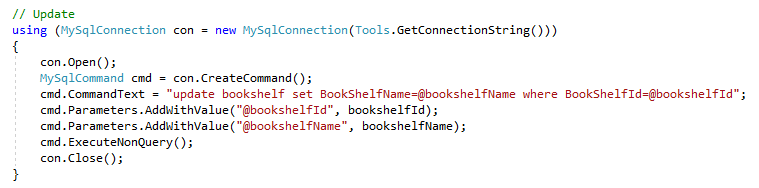 // Update
using (MySqlConnection con = new MySqlConnection(Tools.GetConnectionString()))
{
con.Open();
MySqlCommand cmd = con.CreateCommand();
cmd.CommandText = "update bookshelf set BookShelfName=@bookshelfName where BookShelfId=@bookshelfId";
cmd.Parameters.AddWithValue("@bookshelfId", bookshelfId);
cmd.Parameters.AddWithValue("@bookshelfName", bookshelfName);
cmd.ExecuteNonQuery();
con.Close();
}